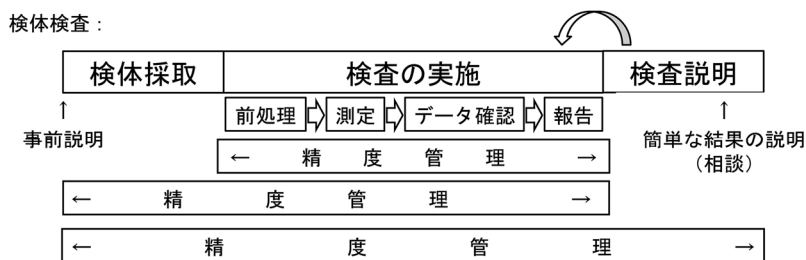 検体検査:
検体採取 検査の実施 検査説明
前処理 測定 データ確認 報告
↑ ↑
事前説明 簡単な結果の説明
(相談)
← 精 度 管 理 →
← 精 度 管 理 →
← 精 度 管 理 →